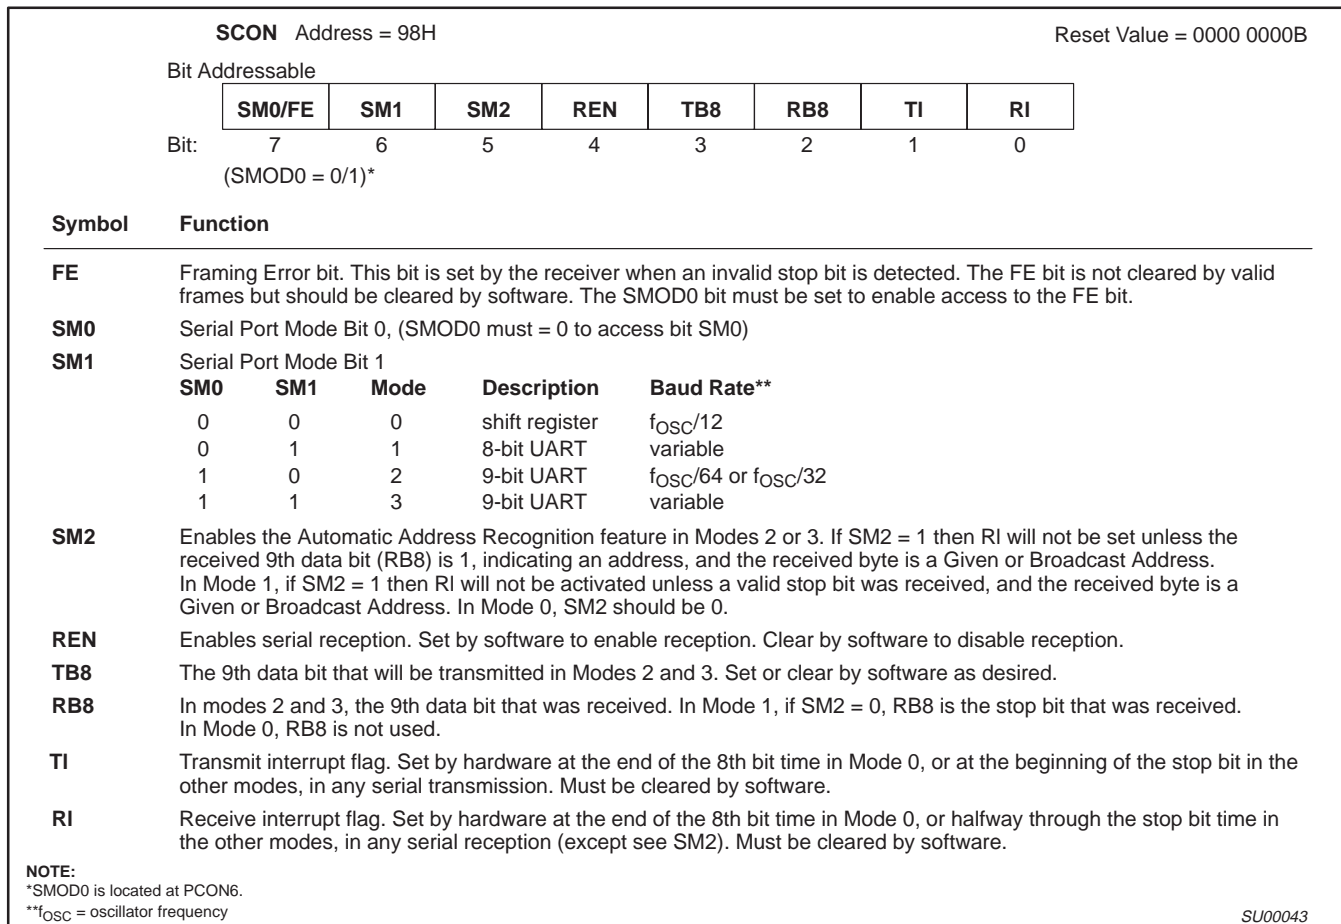 SCON Address = 98H Reset Value = 0000 0000B
Bit Addressable
SM0/FE SM1 SM2 REN TB8 RB8 TI RI
Bit: 7 6 5 4 3 2 1 0
(SMOD0 = 0/1)*
Symbol Function
FE Framing Error bit. This bit is set by the receiver when an invalid stop bit is detected. The FE bit is not cleared by valid
frames but should be cleared by software. The SMOD0 bit must be set to enable access to the FE bit.
SM0 Serial Port Mode Bit 0, (SMOD0 must = 0 to access bit SM0)
SM1 Serial Port Mode Bit 1
SM0 SM1 Mode Description Baud Rate**
0 0 0 shift register fOSC/12
0 1 1 8-bit UART variable
1 0 2 9-bit UART fOSC/64 or fOSC/32
1 1 3 9-bit UART variable
SM2 Enables the Automatic Address Recognition feature in Modes 2 or 3. If SM2 = 1 then RI will not be set unless the
received 9th data bit (RB8) is 1, indicating an address, and the received byte is a Given or Broadcast Address.
In Mode 1, if SM2 = 1 then RI will not be activated unless a valid stop bit was received, and the received byte is a
Given or Broadcast Address. In Mode 0, SM2 should be 0.
REN Enables serial reception. Set by software to enable reception. Clear by software to disable reception.
TB8 The 9th data bit that will be transmitted in Modes 2 and 3. Set or clear by software as desired.
RB8 In modes 2 and 3, the 9th data bit that was received. In Mode 1, if SM2 = 0, RB8 is the stop bit that was received.
In Mode 0, RB8 is not used.
TI Transmit interrupt flag. Set by hardware at the end of the 8th bit time in Mode 0, or at the beginning of the stop bit in the
other modes, in any serial transmission. Must be cleared by software.
RI Receive interrupt flag. Set by hardware at the end of the 8th bit time in Mode 0, or halfway through the stop bit time in
the other modes, in any serial reception (except see SM2). Must be cleared by software.
NOTE:
*SMOD0 is located at PCON6.
**fOSC = oscillator frequency SU00043